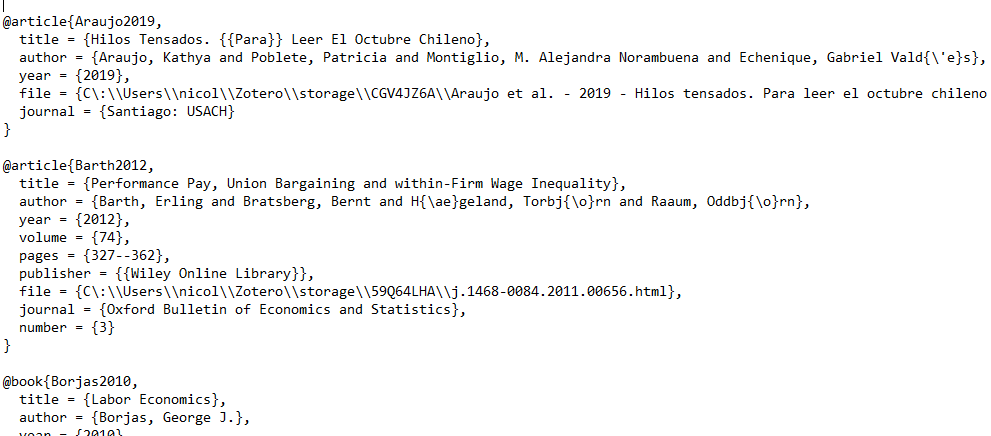 @article{Araujo2019,
title = {Hilos Tensados. {{Para}} Leer El Octubre Chileno},
author = {Araujo, Kathya and Poblete, Patricia and Montiglio, M. Alejandra Norambuena and Echenique, Gabriel Vald{\'e}s},
year = {2019},
file = {C\:\\Users\\nicol\\Zotero\\storage\\CGV4JZ6A\\Araujo et al. - 2019 - Hilos tensados. Para leer el octubre chileno
journal = {Santiago: USACH}
}
@article{Barth2012,
title = {Performance Pay, Union Bargaining and within-Firm Wage Inequality},
author = {Barth, Erling and Bratsberg, Bernt and H{\ae}geland, Torbj{\o}rn and Raaum, Oddbj{\o}rn},
year = {2012},
volume = {74},
pages = {327--362},
publisher = {{Wiley Online Library}},
file = {C\:\\Users\\nicol\\Zotero\\storage\\59Q64LHA\\j.1468-0084.2011.00656.html},
journal = {Oxford Bulletin of Economics and Statistics},
number = {3}
}
@book{Borjas2010,
title = {Labor Economics},
author = {Borjas, George J.},
year = {2010}